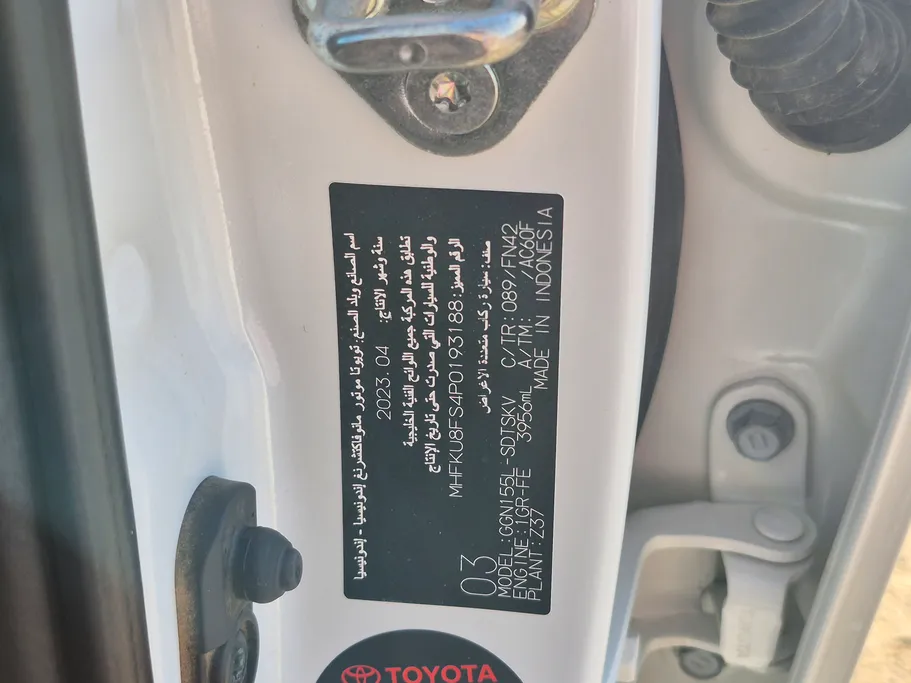 اسم الصانع وبلد الصنع: تويوتا موتور مانوفاكتشرنغ إندونيسيا - إندونيسيا
سنة وشهر الإنتاج: 2023.04
تطابق هذه المركبة جميع اللوائح الفنية الخليجية
والوطنية للسيارات التي صدرت حتى تاريخ الإنتاج
الرقم المميز: MHFKU8FS4P0193188
صنف: سيارة ركاب متعددة الأغراض
03
MODEL:GGN155L-SDTSKV C/TR:089/FN42
ENGINE:1GR-FE 3956mL A/TM: /AC60F
PLANT:Z37 MADE IN INDONESIA
TOYOTA